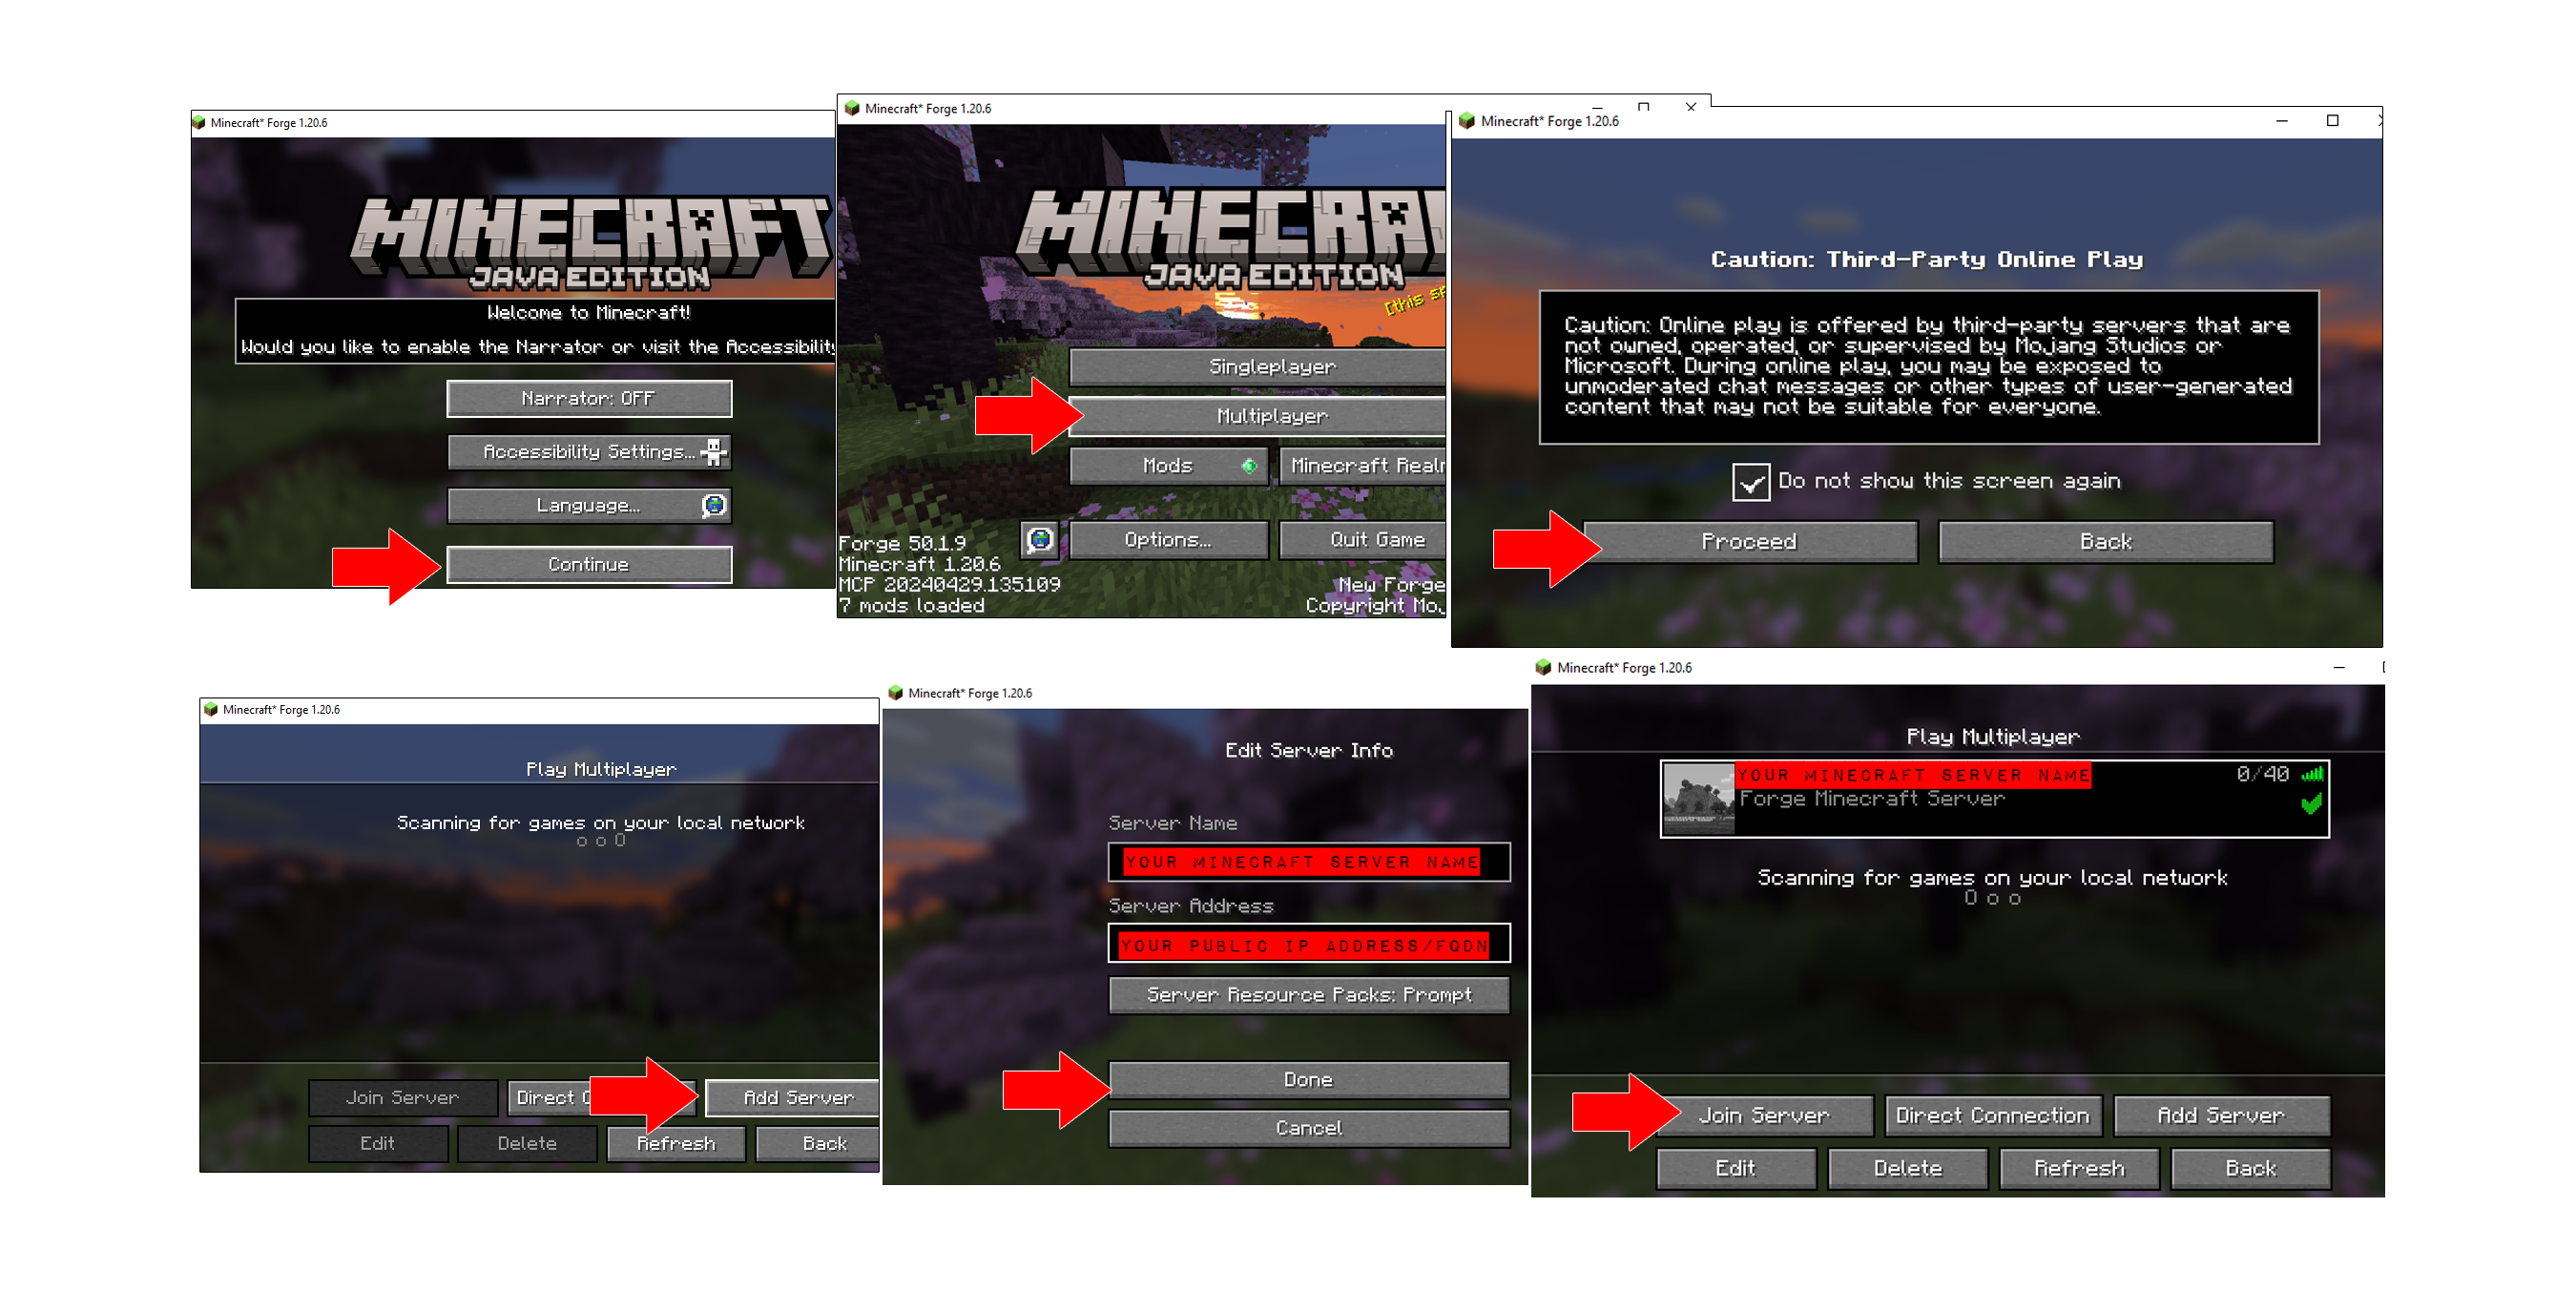 Minecraft* Forge 1.20.6
MINECRAFT
JAVA EDITION
Welcome to Minecraft!
Would you like to enable the Narrator or visit the Accessibility
Narrator: OFF
Accessibility Settings...
Language...
Continue
Minecraft* Forge 1.20.6
MINECRAF
JAVA EDITION
[this
Singleplayer
Multiplayer
Mods
Minecraft Realm
Options...
Quit Game
Forge 50.1.9
Minecraft 1.20.6
MCP 20240429.135109
7 mods loaded
New Forge
Copyright Moj
Minecraft* Forge 1.20.6
Caution: Third-Party Online Play
Caution: Online play is offered by third-party servers that are
not owned, operated, or supervised by Mojang Studios or
Microsoft. During online play, you may be exposed to
unmoderated chat messages or other types of user-generated
content that may not be suitable for everyone.
Do not show this screen again
Proceed
Back
Minecraft* Forge 1.20.6
Play Multiplayer
Scanning for games on your local network
Join Server
Direct C
Add Server
Edit
Delete
Refresh
Back
Minecraft* Forge 1.20.6
Edit Server Info
Server Name
YOUR MINECRAFT SERVER NAME
Server Address
YOUR PUBLIC IP ADDRESS/FQDN
Server Resource Packs: Prompt
Done
Cancel
Minecraft* Forge 1.20.6
Play Multiplayer
YOUR MINECRAFT SERVER NAME
0/40
Forge Minecraft Server
Scanning for games on your local network
Join Server
Direct Connection
Add Server
Edit
Delete
Refresh
Back